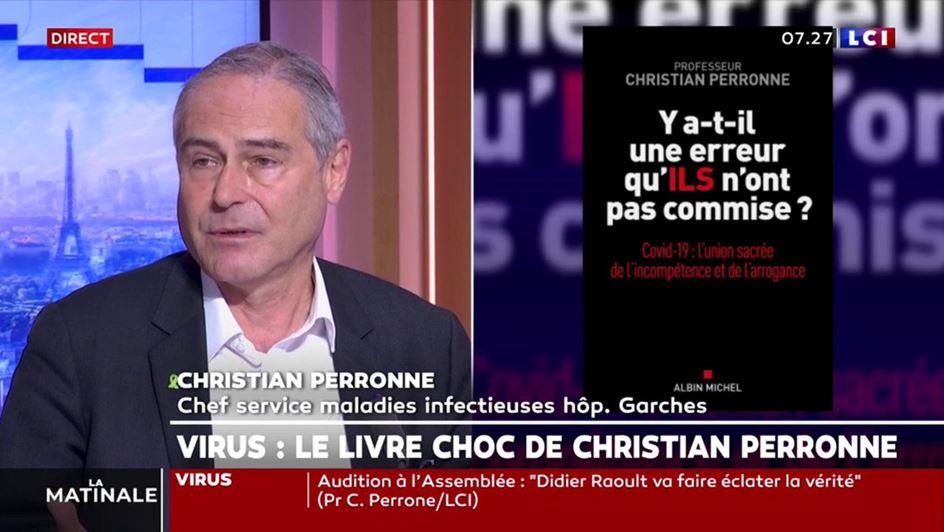 DIRECT
07.27 LCI
PROFESSEUR
CHRISTIAN PERRONNE
Y a-t-il
une erreur
qu'ILS n'ont
pas commise ?
Covid-19 : l'union sacrée
de l'incompétence et de l'arrogance
ALBIN MICHEL
CHRISTIAN PERRONNE
Chef service maladies infectieuses hôp. Garches
VIRUS : LE LIVRE CHOC DE CHRISTIAN PERRONNE
LA
MATINALE
VIRUS
Audition à l'Assemblée : "Didier Raoult va faire éclater la vérité"
(Pr C. Perrone/LCI)